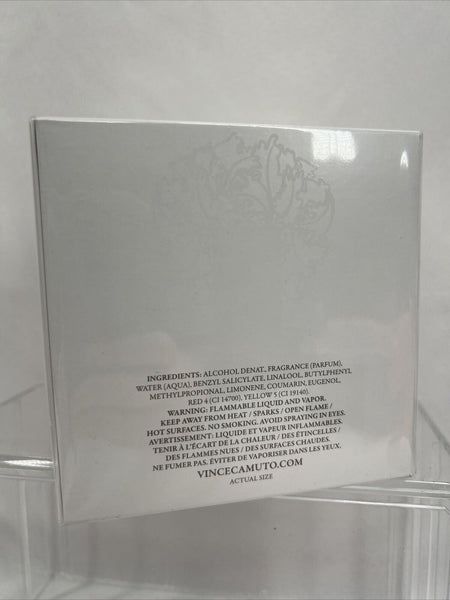 INGREDIENTS: ALCOHOL DENAT., FRAGRANCE (PARFUM),
WATER (AQUA), BENZYL SALICYLATE, LINALOOL, BUTYLPHENYL
METHYLPROPIONAL, LIMONENE, COUMARIN, EUGENOL,
RED 4 (CI 14700), YELLOW 5 (CI 19140).
WARNING: FLAMMABLE LIQUID AND VAPOR.
KEEP AWAY FROM HEAT / SPARKS / OPEN FLAME /
HOT SURFACES. NO SMOKING. AVOID SPRAYING IN EYES.
AVERTISSEMENT: LIQUIDE ET VAPEUR INFLAMMABLES.
TENIR À L'ÉCART DE LA CHALEUR / DES ÉTINCELLES /
DES FLAMMES NUES / DES SURFACES CHAUDES.
NE FUMER PAS. ÉVITER DE VAPORISER DANS LES YEUX.
VINCECAMUTO.COM
ACTUAL SIZE